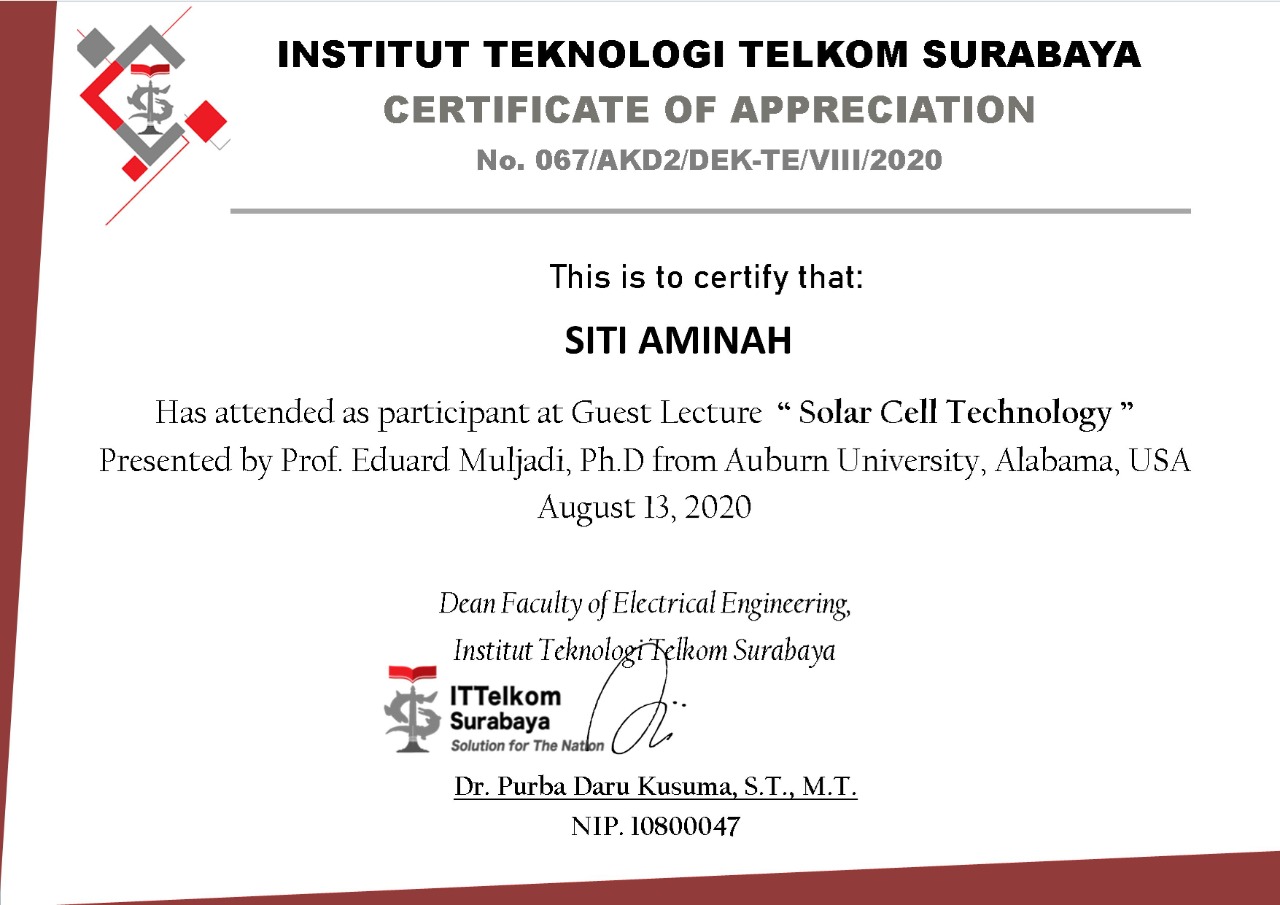 INSTITUT TEKNOLOGI TELKOM SURABAYA
CERTIFICATE OF APPRECIATION
No. 067/AKD2/DEK-TE/VIII/2020
This is to certify that:
SITI AMINAH
Has attended as participant at Guest Lecture “ Solar Cell Technology ”
Presented by Prof. Eduard Muljadi, Ph.D from Auburn University, Alabama, USA
August 13, 2020
Dean Faculty of Electrical Engineering,
Institut Teknologi Telkom Surabaya
ITTelkom
Surabaya
Solution for The Nation
Dr. Purba Daru Kusuma, S.T., M.T.
NIP. 10800047